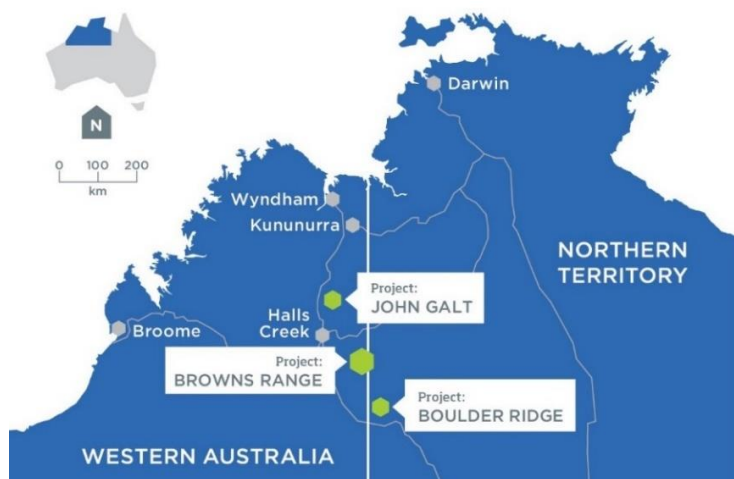 N
0 100 200
km
Darwin
Wyndham
Kununurra
NORTHERN
TERRITORY
Project:
JOHN GALT
Halls
Creek
Broome
Project:
BROWNS RANGE
Project:
BOULDER RIDGE
WESTERN AUSTRALIA